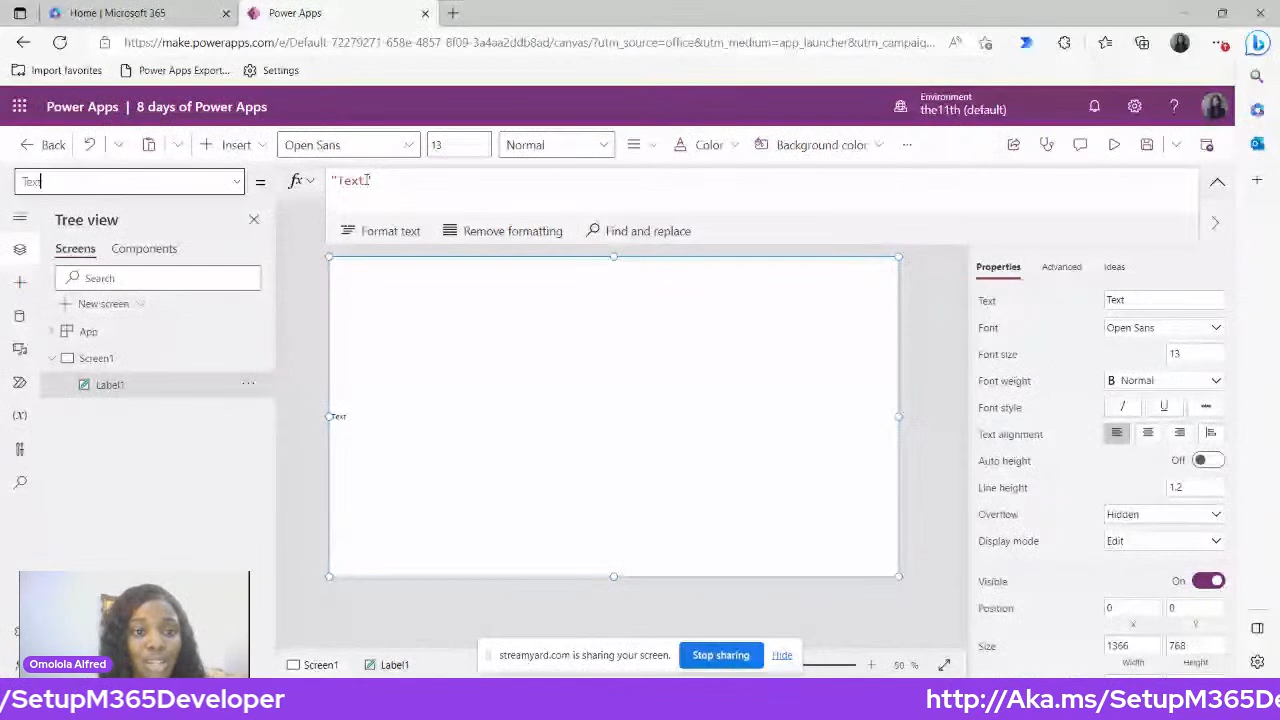 Home | Microsoft 365
Power Apps
https://make.powerapps.com/e/Default-72279271-658e-4857-8f09-3a4aa2ddb8ad/canvas/?utm_source=office&utm_medium=app_launcher&utm_campaig...
Import favorites
Power Apps Export...
Settings
Power Apps | 8 days of Power Apps
Environment
the11th (default)
Back
Insert
Open Sans
13
Normal
Color
Background color
Text
=
fx
"Text"
Tree view
Screens
Components
Search
New screen
App
Screen1
Label1
Format text
Remove formatting
Find and replace
Text
Properties
Advanced
Ideas
Text
Text
Font
Open Sans
Font size
13
Font weight
B Normal
Font style
Text alignment
Auto height
Off
Line height
1.2
Overflow
Hidden
Display mode
Edit
Visible
On
Position
0
0
X
Y
Size
1366
768
Width
Height
Omolola Alfred
streamyard.com is sharing your screen.
Stop sharing
Hide
Screen1
Label1
50 %
/SetupM365Developer
http://Aka.ms/SetupM365De